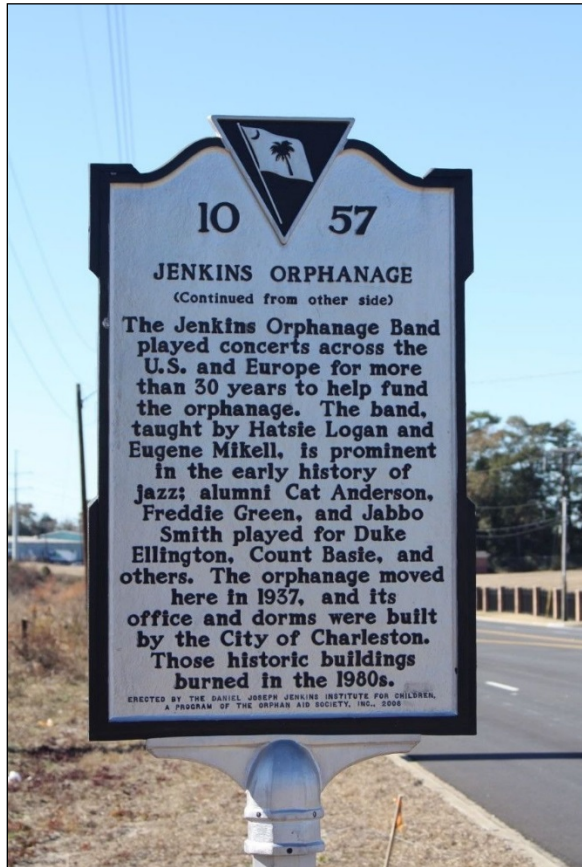 10 57
JENKINS ORPHANAGE
(Continued from other side)
The Jenkins Orphanage Band
played concerts across the
U.S. and Europe for more
than 30 years to help fund
the orphanage. The band,
taught by Hatsie Logan and
Eugene Mikell, is prominent
in the early history of
jazz; alumni Cat Anderson,
Freddie Green, and Jabbo
Smith played for Duke
Ellington, Count Basie, and
others. The orphanage moved
here in 1937, and its
office and dorms were built
by the City of Charleston.
Those historic buildings
burned in the 1980s.
ERECTED BY THE DANIEL JOSEPH JENKINS INSTITUTE FOR CHILDREN,
A PROGRAM OF THE ORPHAN AID SOCIETY, INC., 2008